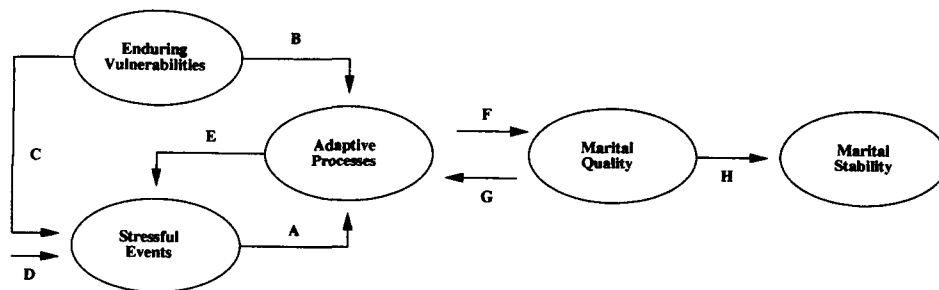 Enduring
Vulnerabilities
B
C
E
Adaptive
Processes
F
G
Marital
Quality
H
Marital
Stability
Stressful
Events
A
D